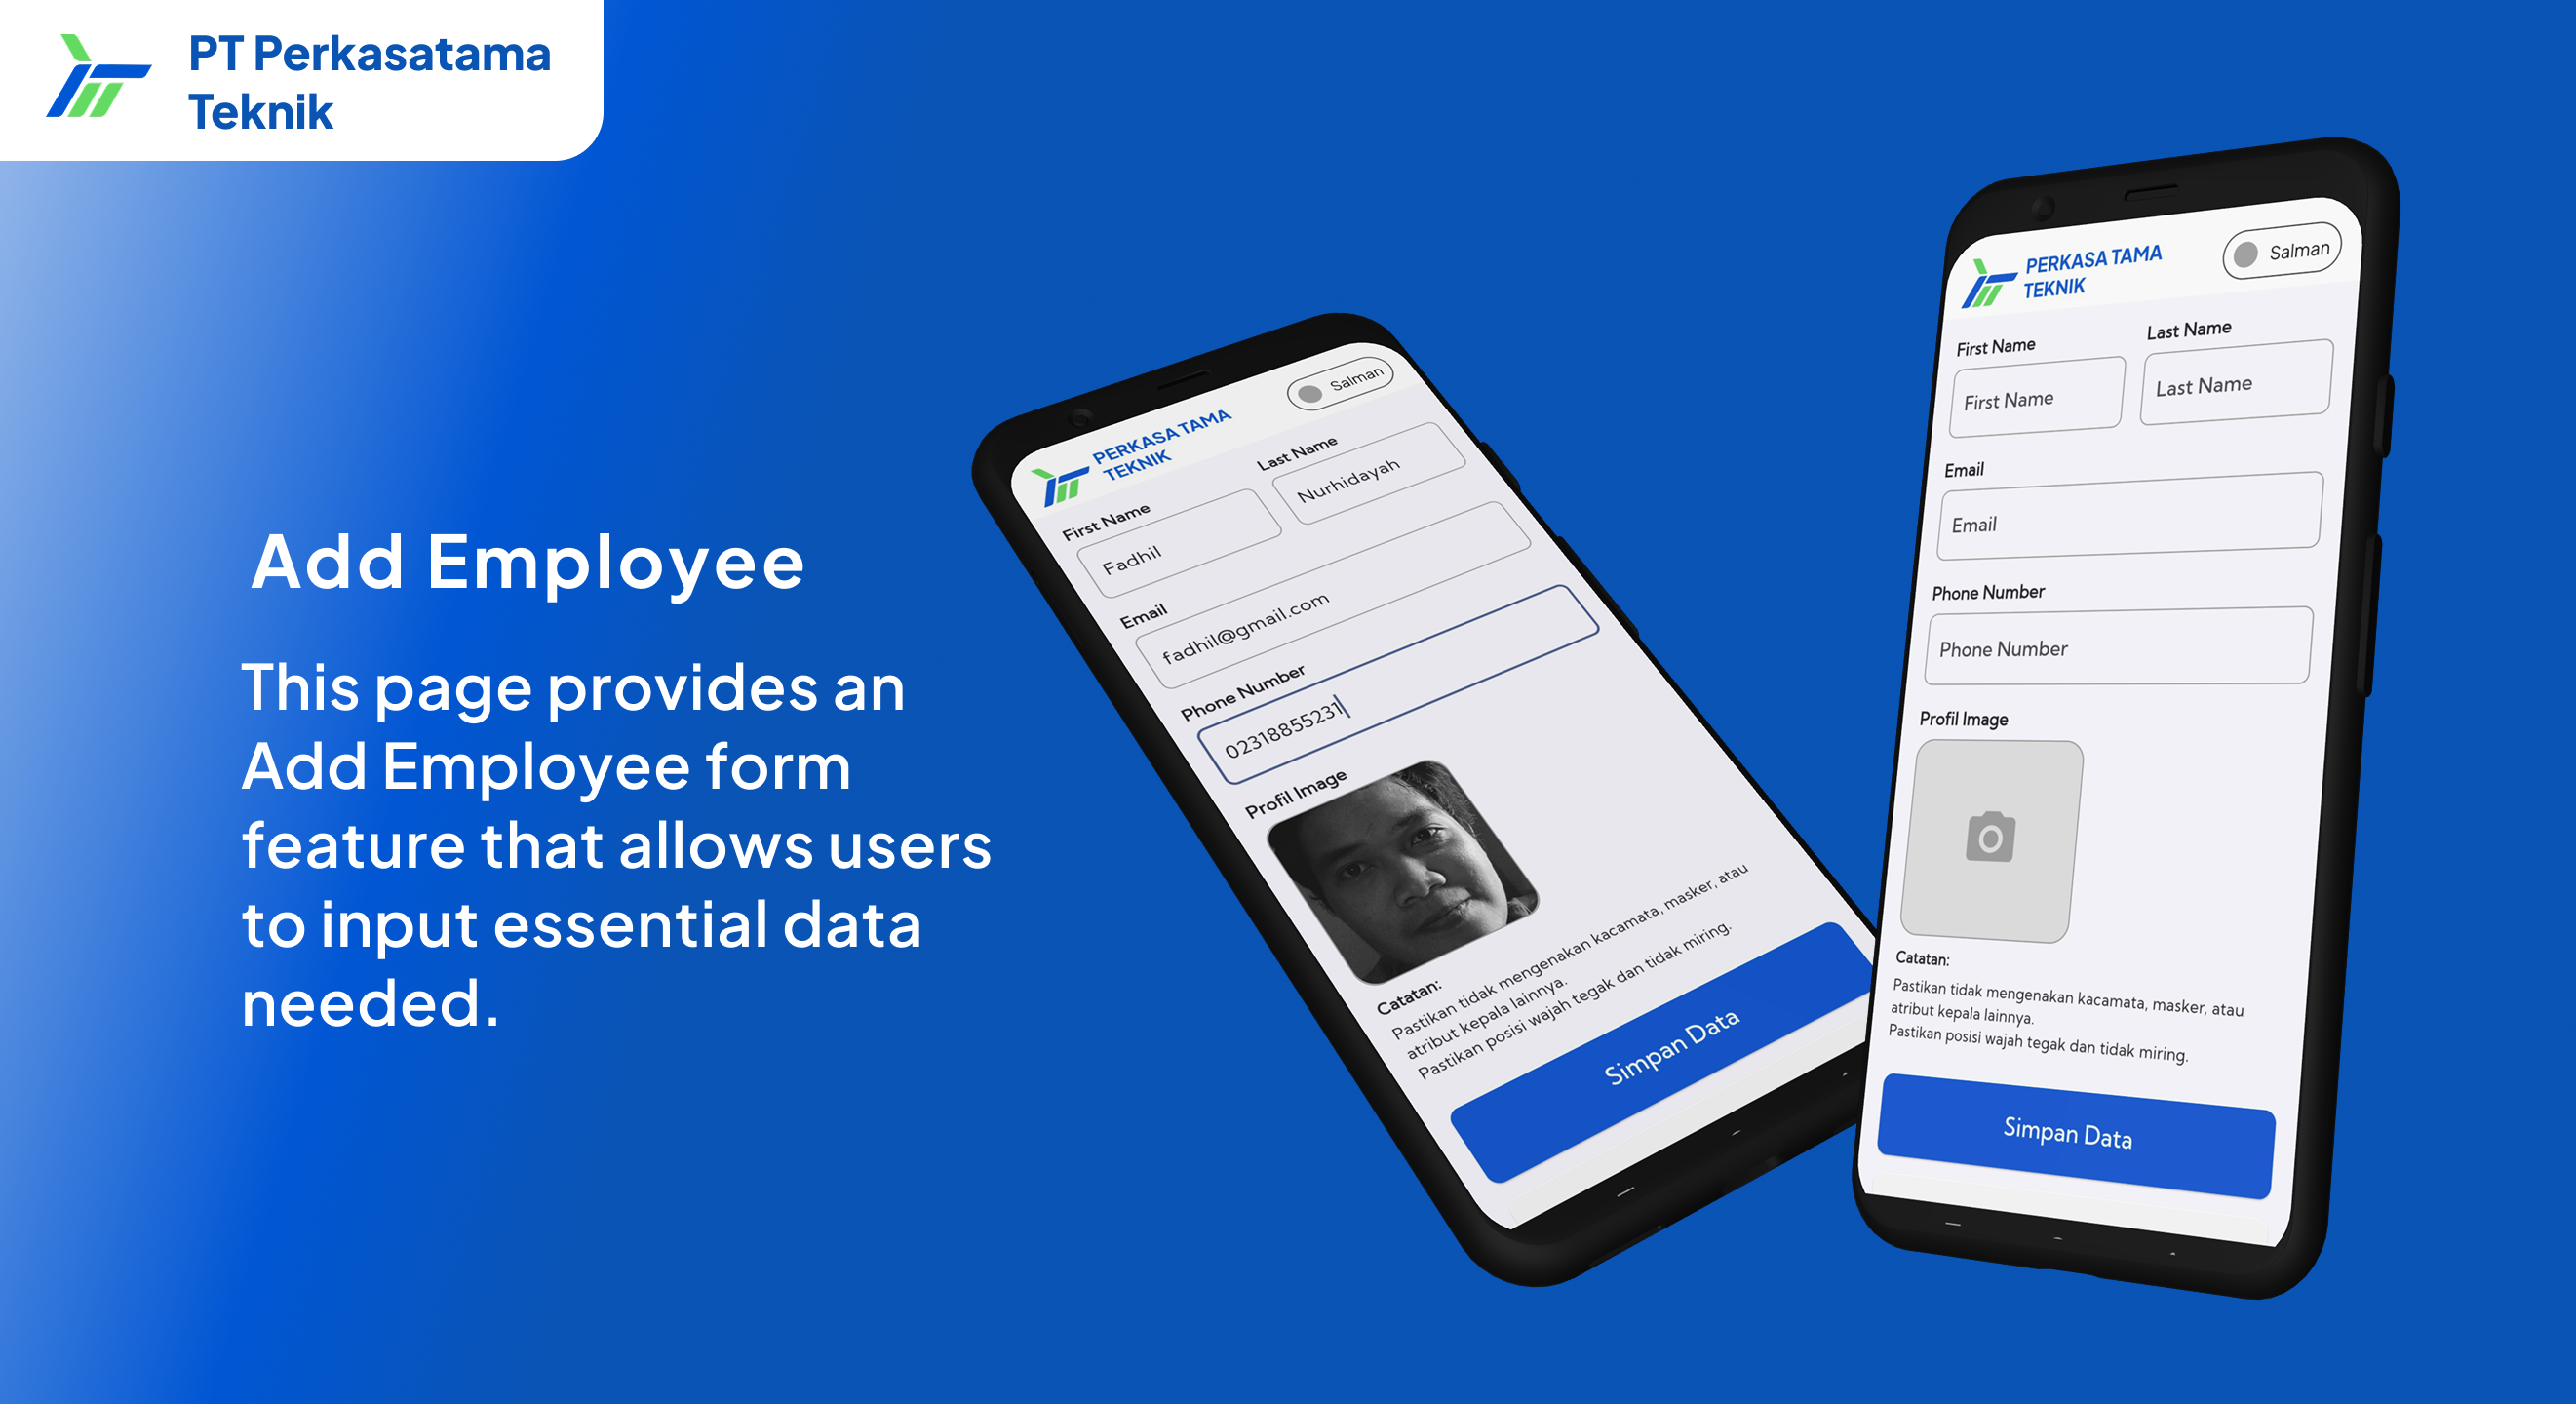 PT Perkasatama
Teknik
Add Employee
This page provides an
Add Employee form
feature that allows users
to input essential data
needed.
PERKASA TAMA
TEKNIK
Salman
First Name
Last Name
Fadhil
Nurhidayah
Email
fadhil@gmail.com
Phone Number
02318855231
Profil Image
Catatan:
Pastikan tidak mengenakan kacamata, masker, atau
atribut kepala lainnya.
Pastikan posisi wajah tegak dan tidak miring.
Simpan Data
PERKASA TAMA
TEKNIK
Salman
First Name
Last Name
First Name
Last Name
Email
Email
Phone Number
Phone Number
Profil Image
Catatan:
Pastikan tidak mengenakan kacamata, masker, atau
atribut kepala lainnya.
Pastikan posisi wajah tegak dan tidak miring.
Simpan Data